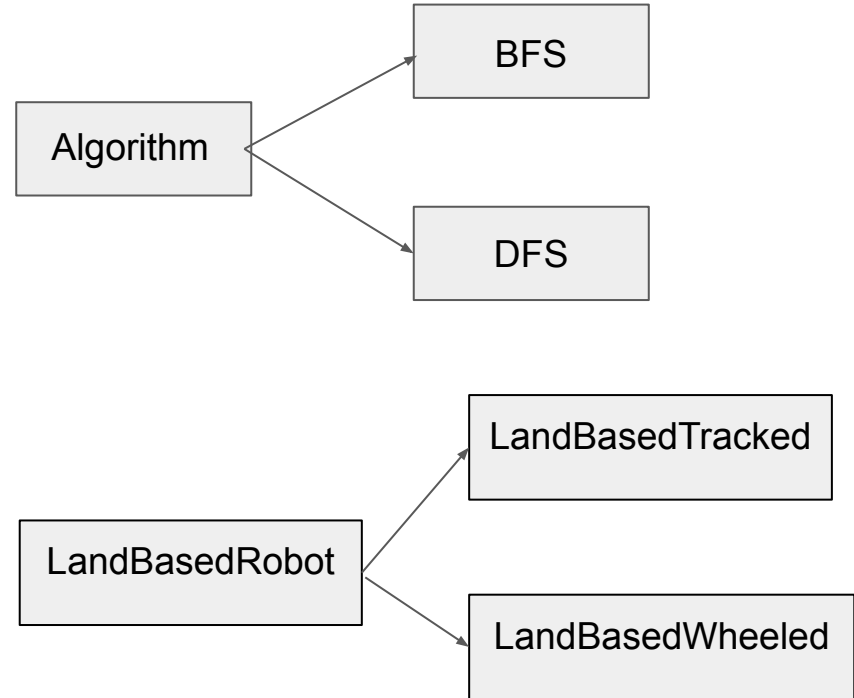 BFS
Algorithm
DFS
LandBasedTracked
LandBasedRobot
LandBasedWheeled